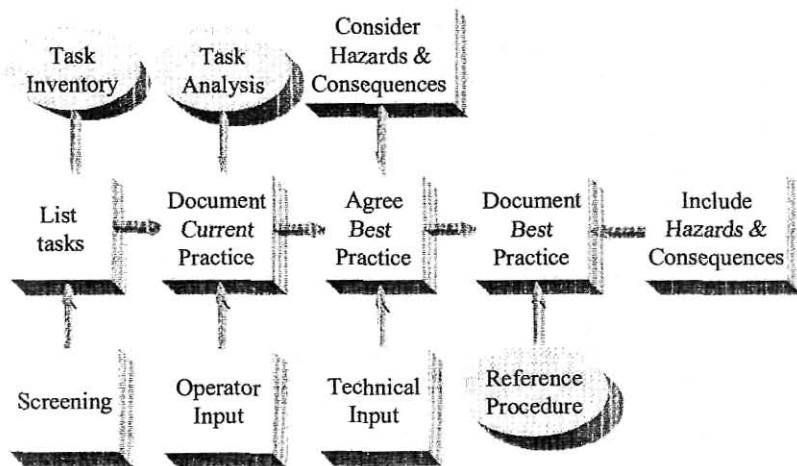 Task
Inventory
Task
Analysis
Consider
Hazards &
Consequences
List
tasks
Document
Current
Practice
Agree
Best
Practice
Document
Best
Practice
Include
Hazards &
Consequences
Screening
Operator
Input
Technical
Input
Reference
Procedure